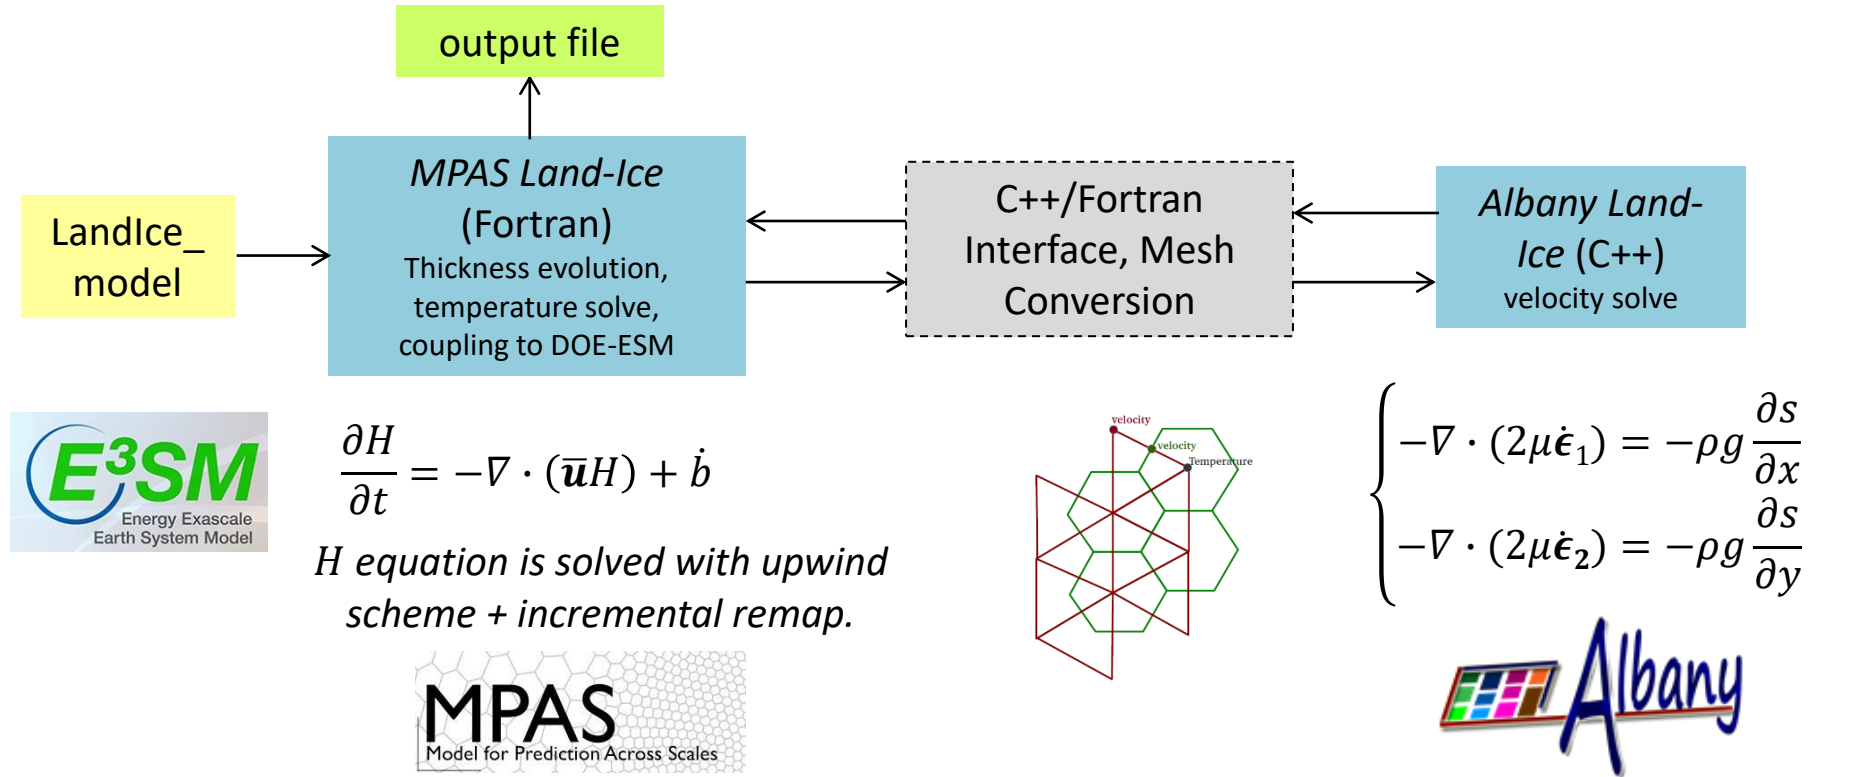 output file
LandIce_
model
MPAS Land-Ice
(Fortran)
Thickness evolution,
temperature solve,
coupling to DOE-ESM
C++/Fortran
Interface, Mesh
Conversion
Albany Land-
Ice (C++)
velocity solve
E³SM
Energy Exascale
Earth System Model
∂H/∂t = −∇ · (u̅H) + ḃ
H equation is solved with upwind
scheme + incremental remap.
MPAS
Model for Prediction Across Scales
velocity
velocity
Temperature
−∇ · (2μϵ̇₁) = −ρg ∂s/∂x
−∇ · (2μϵ̇₂) = −ρg ∂s/∂y
Albany